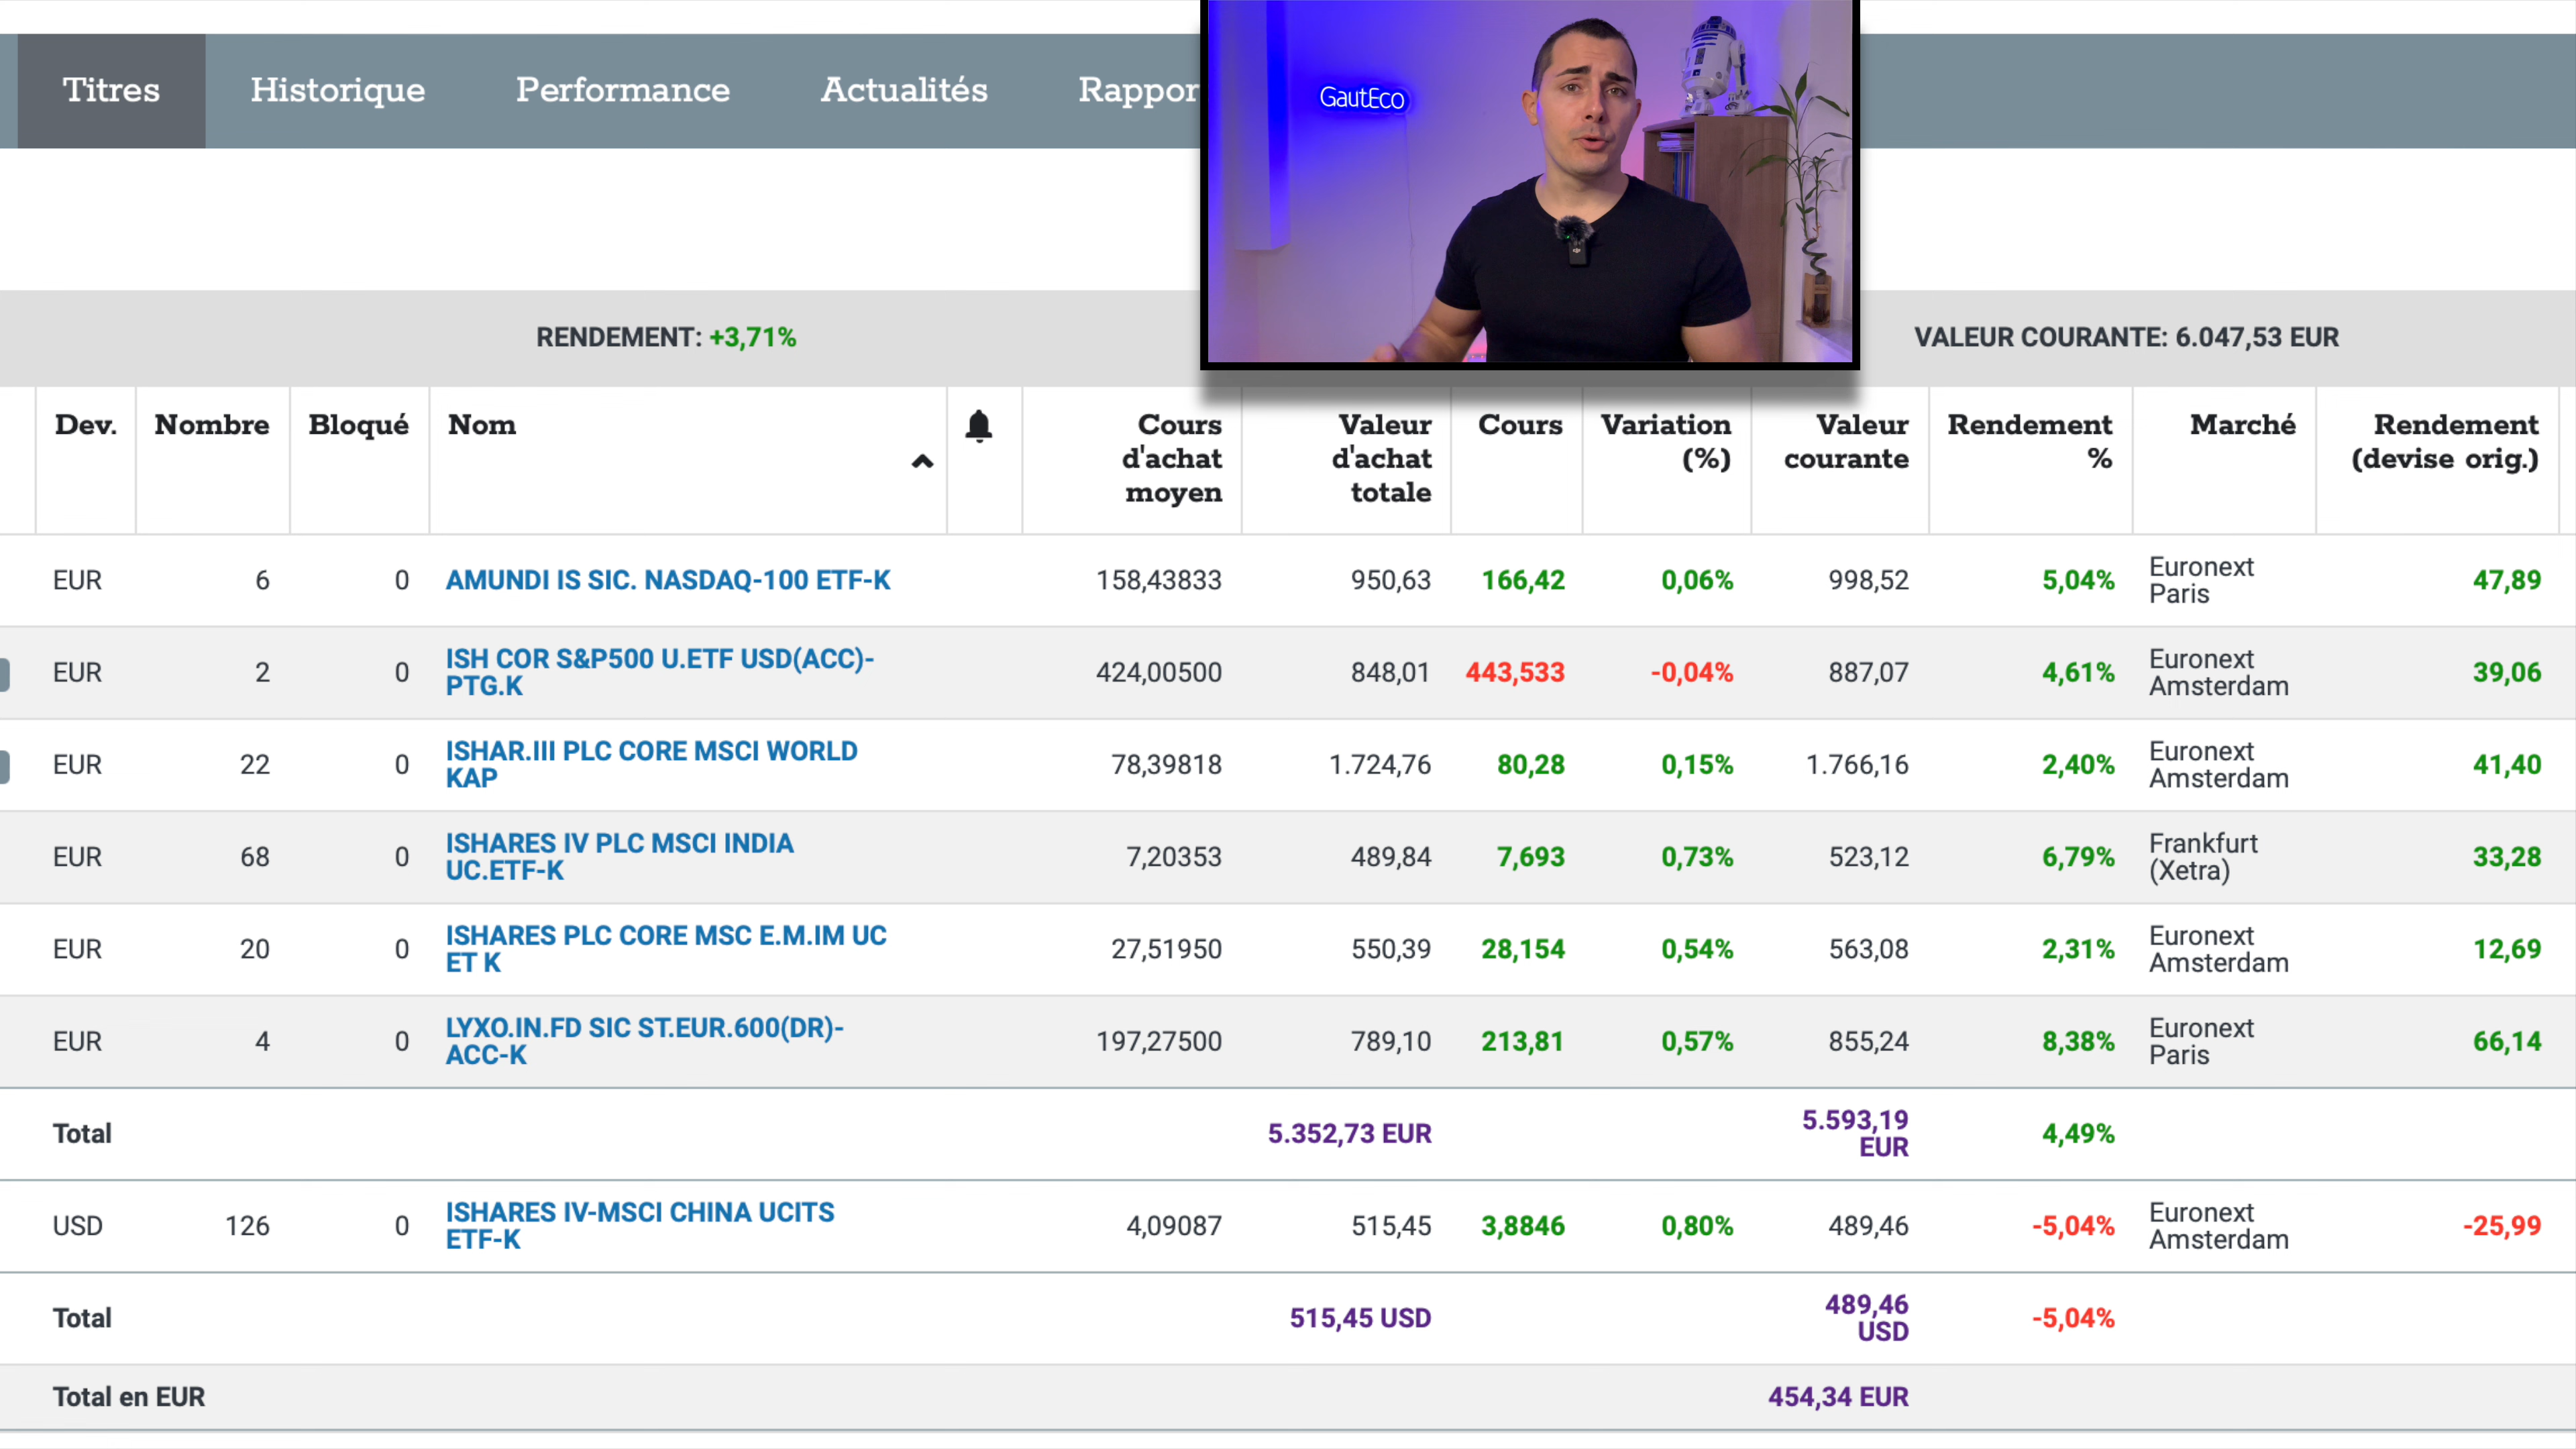 Titres Historique Performance Actualités Rappor
GautEco
RENDEMENT: +3,71% VALEUR COURANTE: 6.047,53 EUR
Dev. Nombre Bloqué Nom Cours Valeur Cours Variation Valeur Rendement Marché Rendement
d'achat d'achat (%) courante % (devise orig.)
moyen totale
EUR 6 0 AMUNDI IS SIC. NASDAQ-100 ETF-K 158,43833 950,63 166,42 0,06% 998,52 5,04% Euronext 47,89
Paris
EUR 2 0 ISH COR S&P500 U.ETF USD(ACC)- 424,00500 848,01 443,533 -0,04% 887,07 4,61% Euronext 39,06
PTG.K Amsterdam
EUR 22 0 ISHAR.III PLC CORE MSCI WORLD 78,39818 1.724,76 80,28 0,15% 1.766,16 2,40% Euronext 41,40
KAP Amsterdam
EUR 68 0 ISHARES IV PLC MSCI INDIA 7,20353 489,84 7,693 0,73% 523,12 6,79% Frankfurt 33,28
UC.ETF-K (Xetra)
EUR 20 0 ISHARES PLC CORE MSC E.M.IM UC 27,51950 550,39 28,154 0,54% 563,08 2,31% Euronext 12,69
ET K Amsterdam
EUR 4 0 LYXO.IN.FD SIC ST.EUR.600(DR)- 197,27500 789,10 213,81 0,57% 855,24 8,38% Euronext 66,14
ACC-K Paris
Total 5.352,73 EUR 5.593,19 4,49%
EUR
USD 126 0 ISHARES IV-MSCI CHINA UCITS 4,09087 515,45 3,8846 0,80% 489,46 -5,04% Euronext -25,99
ETF-K Amsterdam
Total 515,45 USD 489,46 -5,04%
USD
Total en EUR 454,34 EUR